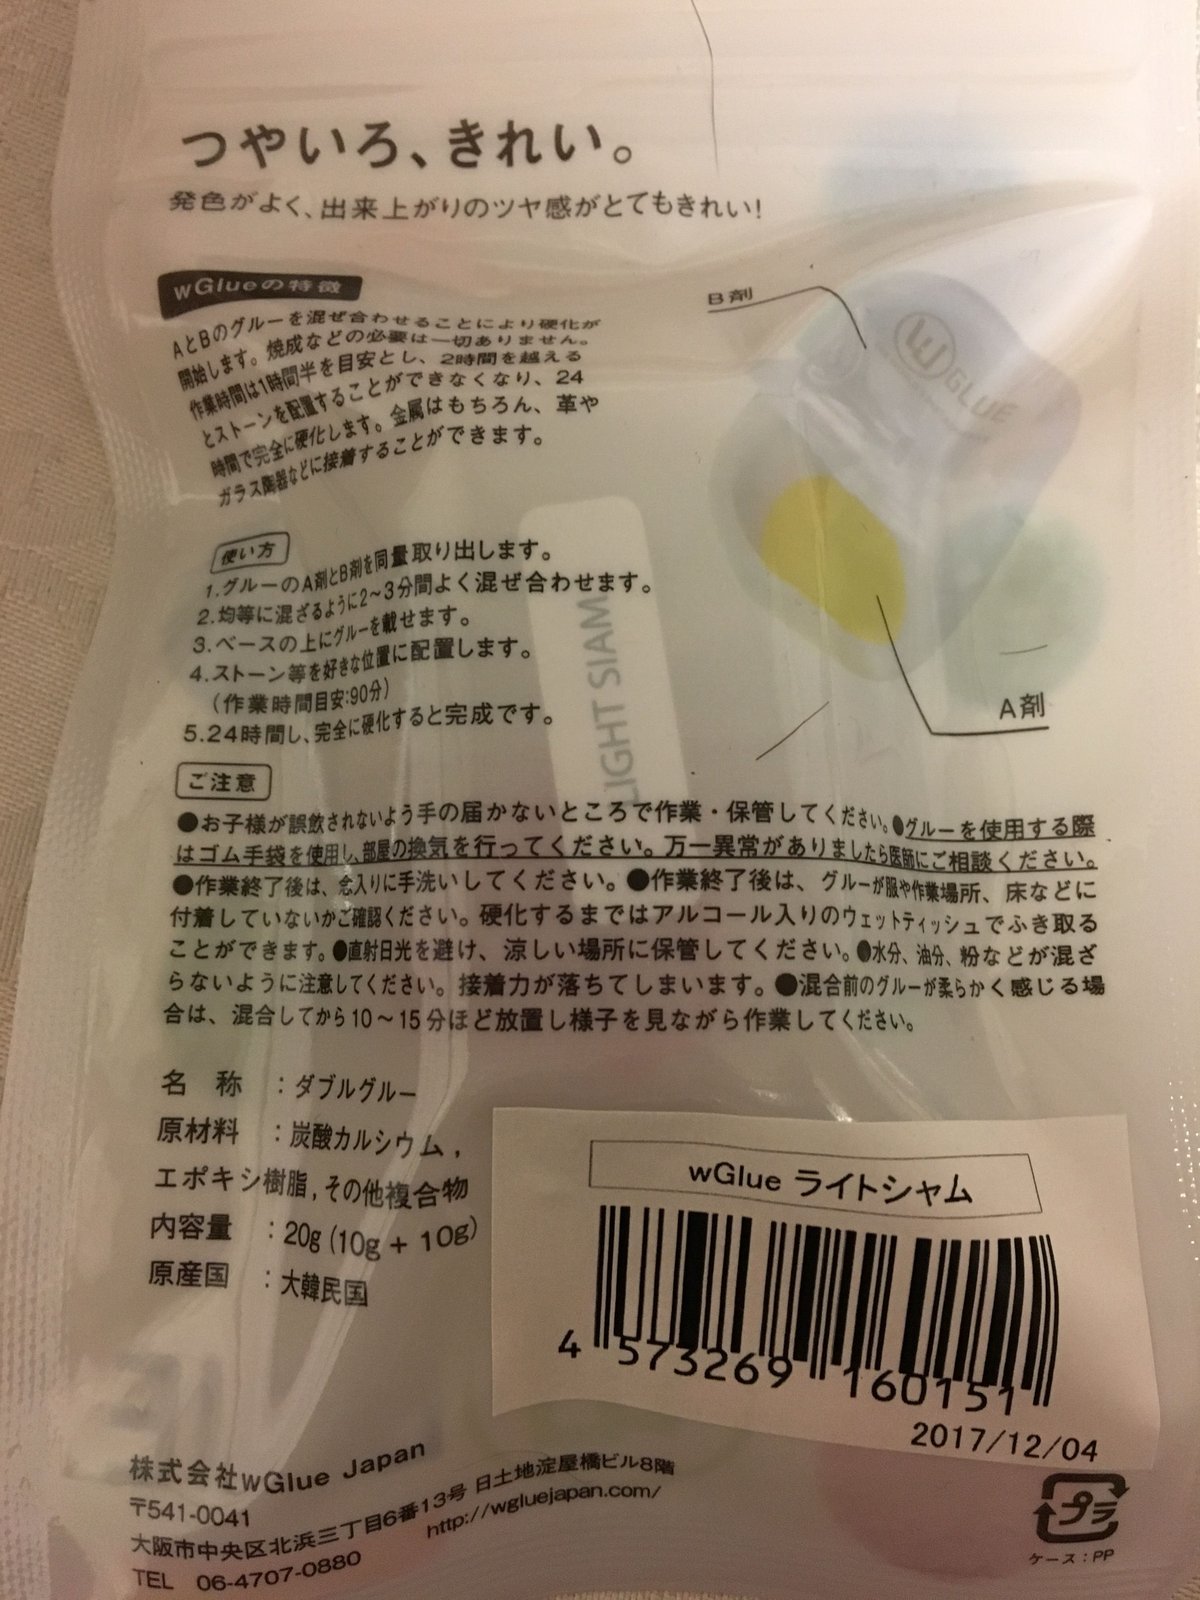 つやいろ、きれい。
発色がよく、出来上がりのツヤ感がとてもきれい!
wGlueの特徴
AとBのグルーを混ぜ合わせることにより硬化が
開始します。焼成などの必要は一切ありません。
作業時間は1時間半を目安とし、2時間を越える
とストーンを配置することができなくなり、24
時間で完全に硬化します。金属はもちろん、革や
ガラス陶器などに接着することができます。
B剤
W GLUE
A剤
使い方
1.グルーのA剤とB剤を同量取り出します。
2.均等に混ざるように2～3分間よく混ぜ合わせます。
3.ベースの上にグルーを載せます。
4.ストーン等を好きな位置に配置します。
(作業時間目安:90分)
5.24時間し、完全に硬化すると完成です。
LIGHT SIAM
ご注意
●お子様が誤飲されないよう手の届かないところで作業・保管してください。●グルーを使用する際
はゴム手袋を使用し、部屋の換気を行ってください。万一異常がありましたら医師にご相談ください。
●作業終了後は、念入りに手洗いしてください。●作業終了後は、グルーが服や作業場所、床などに
付着していないかご確認ください。硬化するまではアルコール入りのウェットティッシュでふき取る
ことができます。●直射日光を避け、涼しい場所に保管してください。●水分、油分、粉などが混ざ
らないように注意してください。接着力が落ちてしまいます。●混合前のグルーが柔らかく感じる場
合は、混合してから10～15分ほど放置し様子を見ながら作業してください。
名 称 : ダブルグルー
原材料 : 炭酸カルシウム,
エポキシ樹脂,その他複合物
内容量 : 20g (10g + 10g)
原産国 : 大韓民国
wGlue ライトシャム
4 573269 160151
2017/12/04
株式会社wGlue Japan
〒541-0041
大阪市中央区北浜三丁目6番13号 日土地淀屋橋ビル8階
TEL 06-4707-0880 http://wgluejapan.com/
プラ
ケース:PP